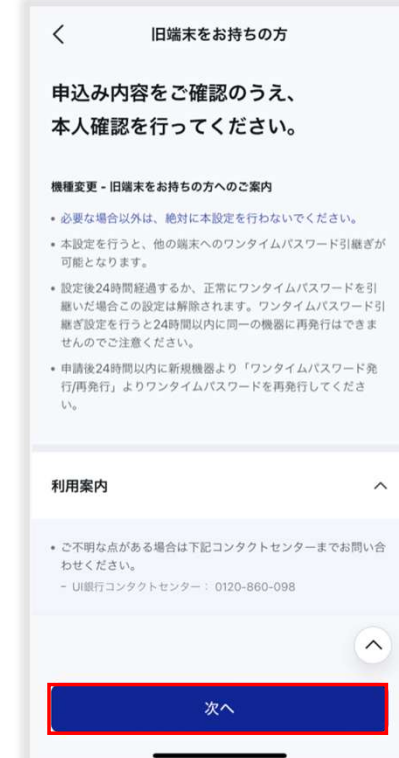 旧端末をお持ちの方
申込み内容をご確認のうえ、
本人確認を行ってください。
機種変更 - 旧端末をお持ちの方へのご案内
• 必要な場合以外は、絶対に本設定を行わないでください。
• 本設定を行うと、他の端末へのワンタイムパスワード引継ぎが
可能となります。
• 設定後24時間経過するか、正常にワンタイムパスワードを引
継いだ場合この設定は解除されます。ワンタイムパスワード引
継ぎ設定を行うと24時間以内に同一の機器に再発行はできま
せんのでご注意ください。
• 申請後24時間以内に新規機器より「ワンタイムパスワード発
行/再発行」よりワンタイムパスワードを再発行してくださ
い。
利用案内
• ご不明な点がある場合は下記コンタクトセンターまでお問い合
わせください。
- UI銀行コンタクトセンター： 0120-860-098
次へ